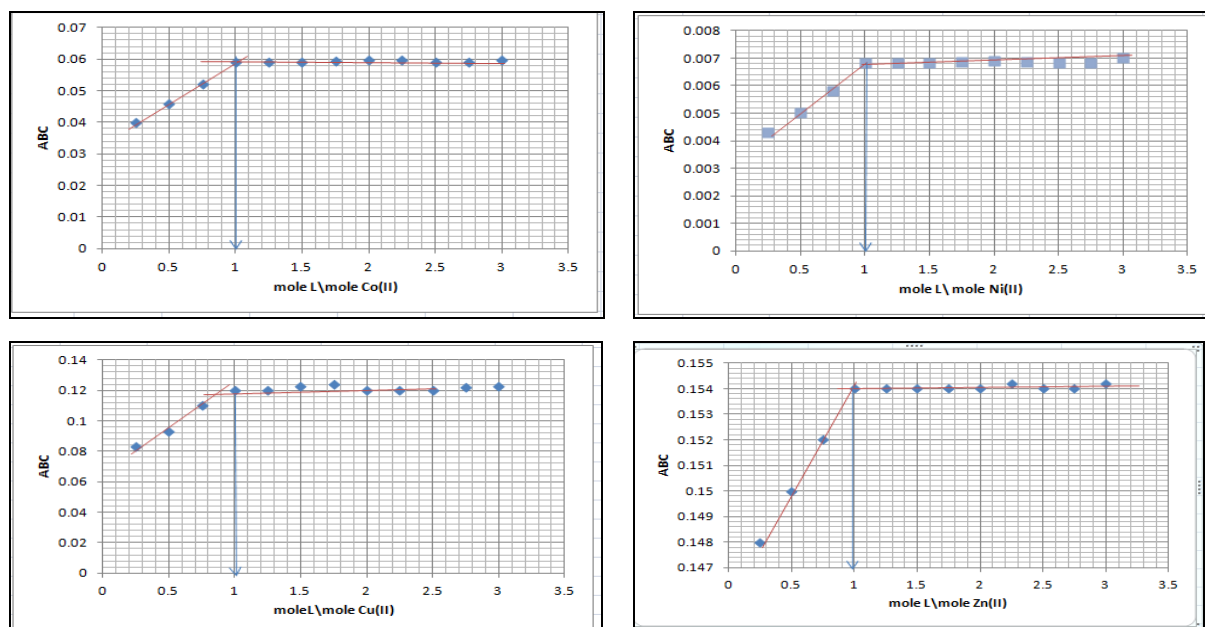 0.07
0.06
0.05
0.04
0.03
0.02
0.01
0
ABC
0 0.5 1 1.5 2 2.5 3 3.5
mole L\mole Co(II)
0.008
0.007
0.006
0.005
0.004
0.003
0.002
0.001
0
ABC
0 0.5 1 1.5 2 2.5 3 3.5
mole L\ mole Ni(II)
0.14
0.12
0.1
0.08
0.06
0.04
0.02
0
ABC
0 0.5 1 1.5 2 2.5 3 3.5
moleL\mole Cu(II)
0.155
0.154
0.153
0.152
0.151
0.15
0.149
0.148
0.147
ABC
0 0.5 1 1.5 2 2.5 3 3.5
mole L\mole Zn(II)